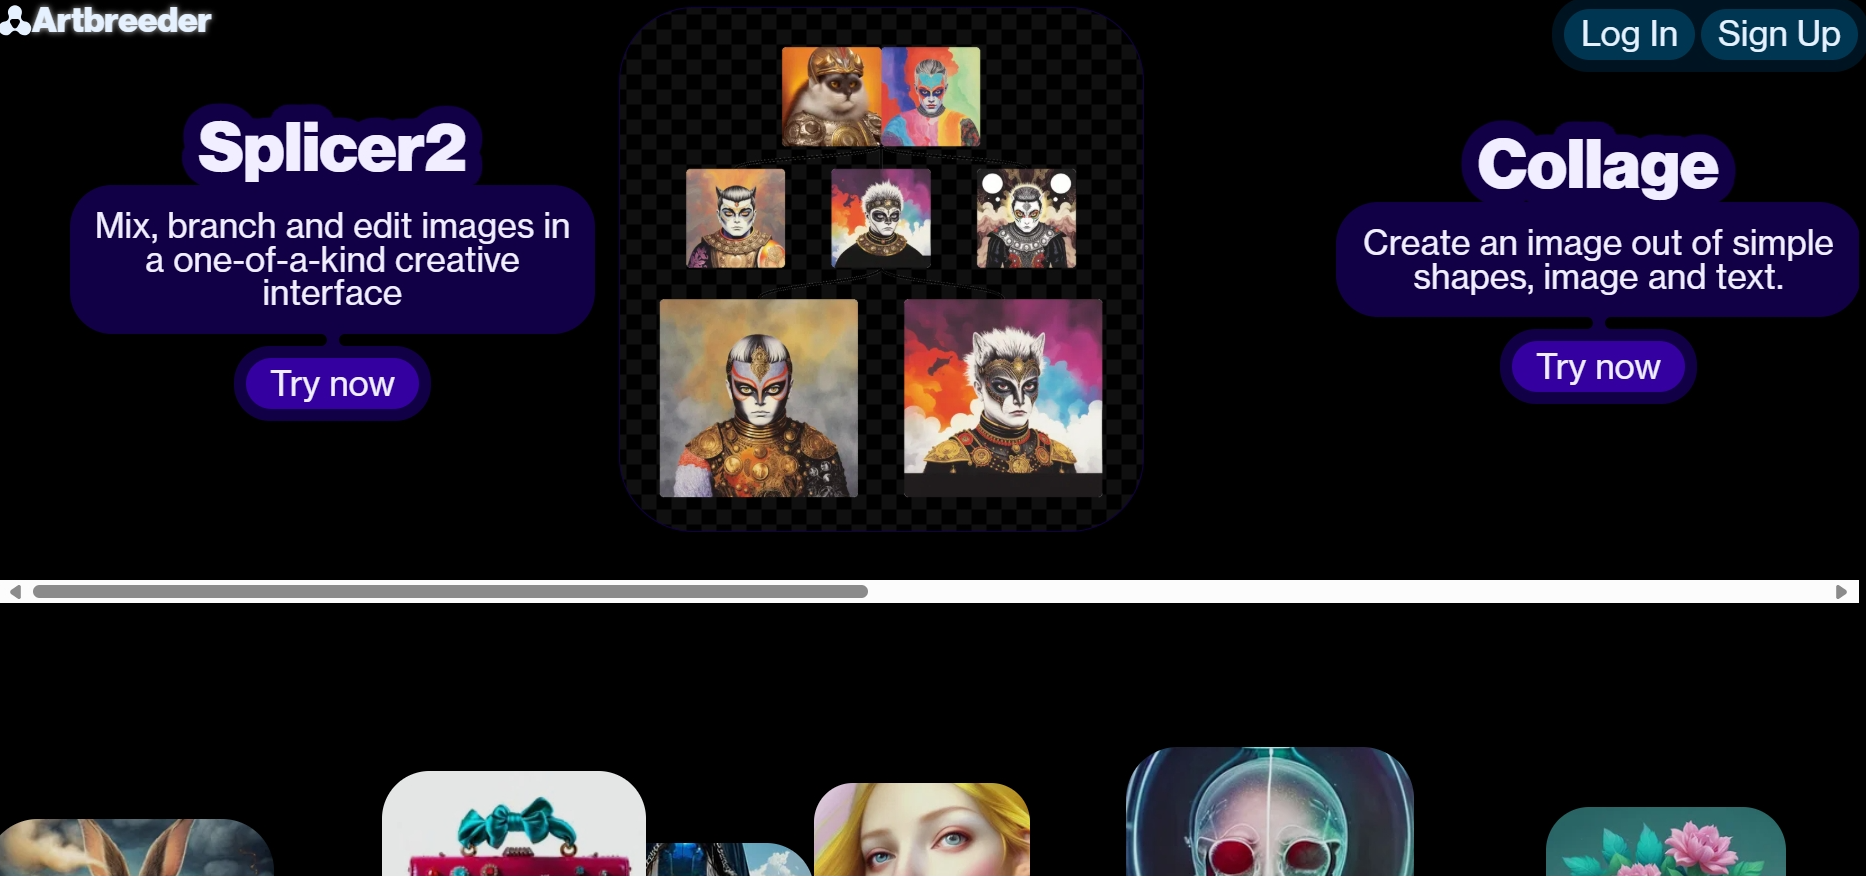 Artbreeder
Log In
Sign Up
Splicer2
Mix, branch and edit images in
a one-of-a-kind creative
interface
Try now
Collage
Create an image out of simple
shapes, image and text.
Try now